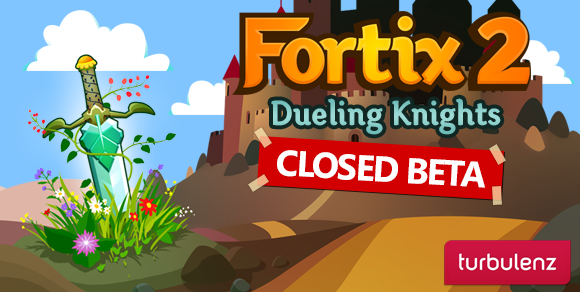 Fortix 2
Dueling Knights
CLOSED BETA
turbulenz